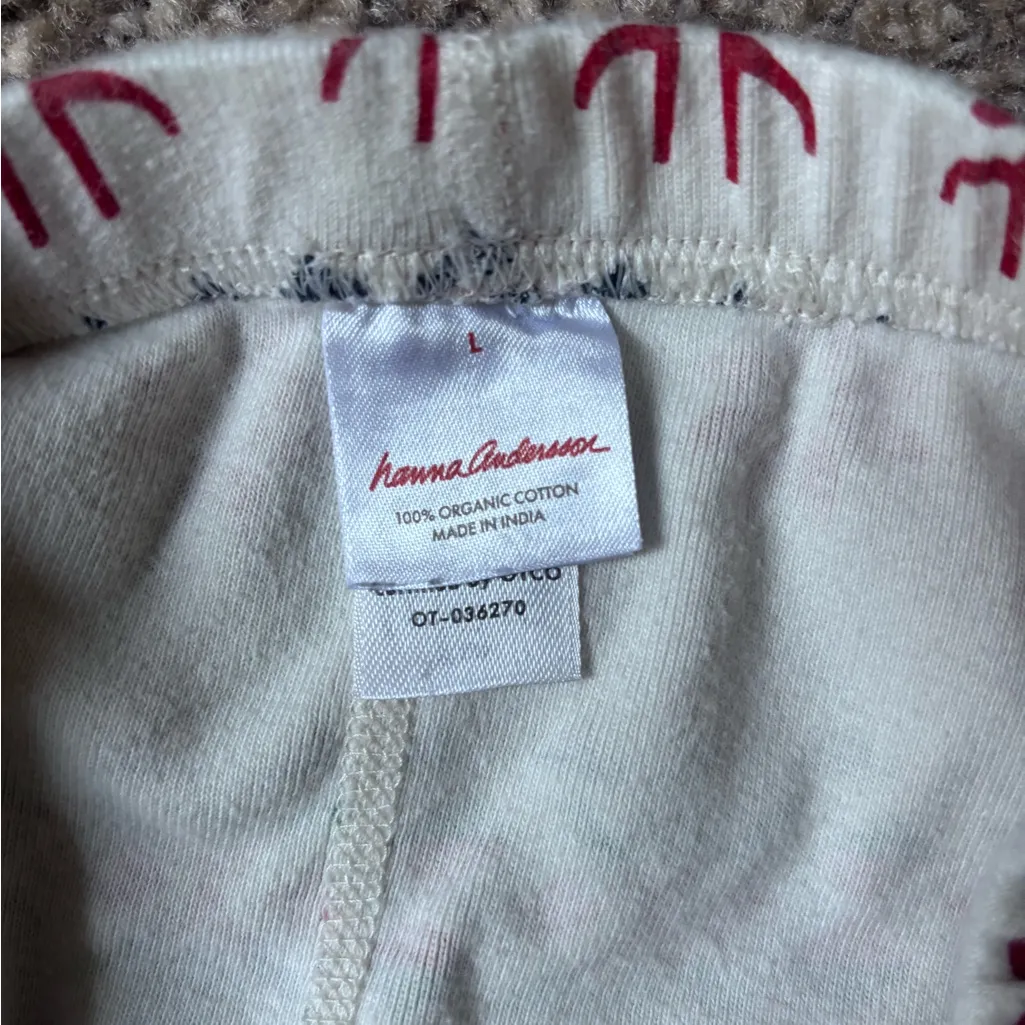 L
hanna Andersson
100% ORGANIC COTTON
MADE IN INDIA
OT-036270